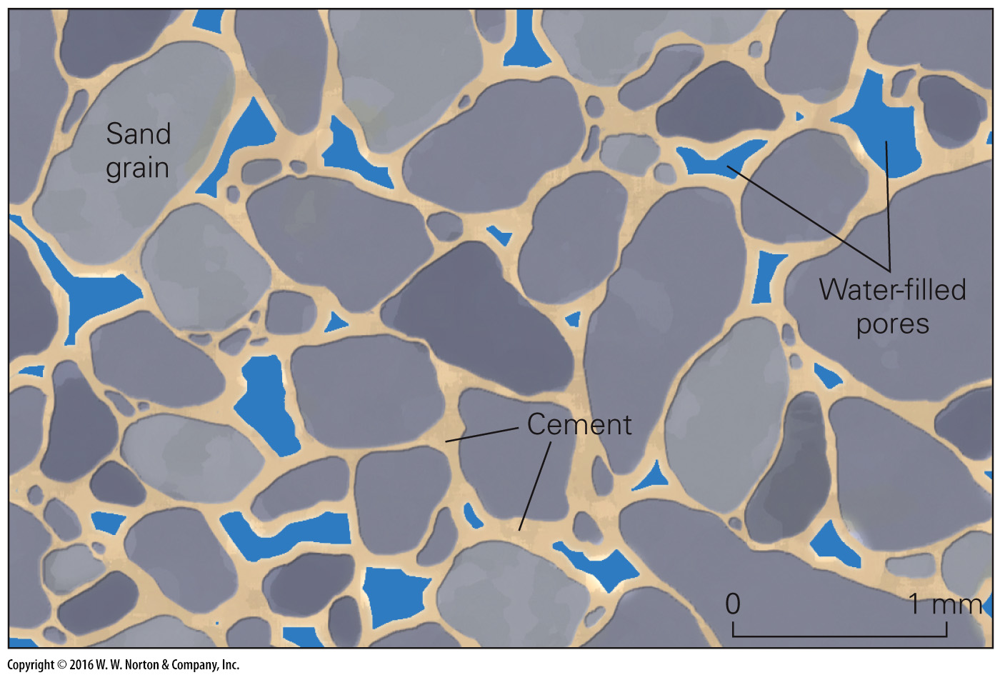 Sand
grain
Water-filled
pores
Cement
0 1 mm
Copyright © 2016 W. W. Norton & Company, Inc.